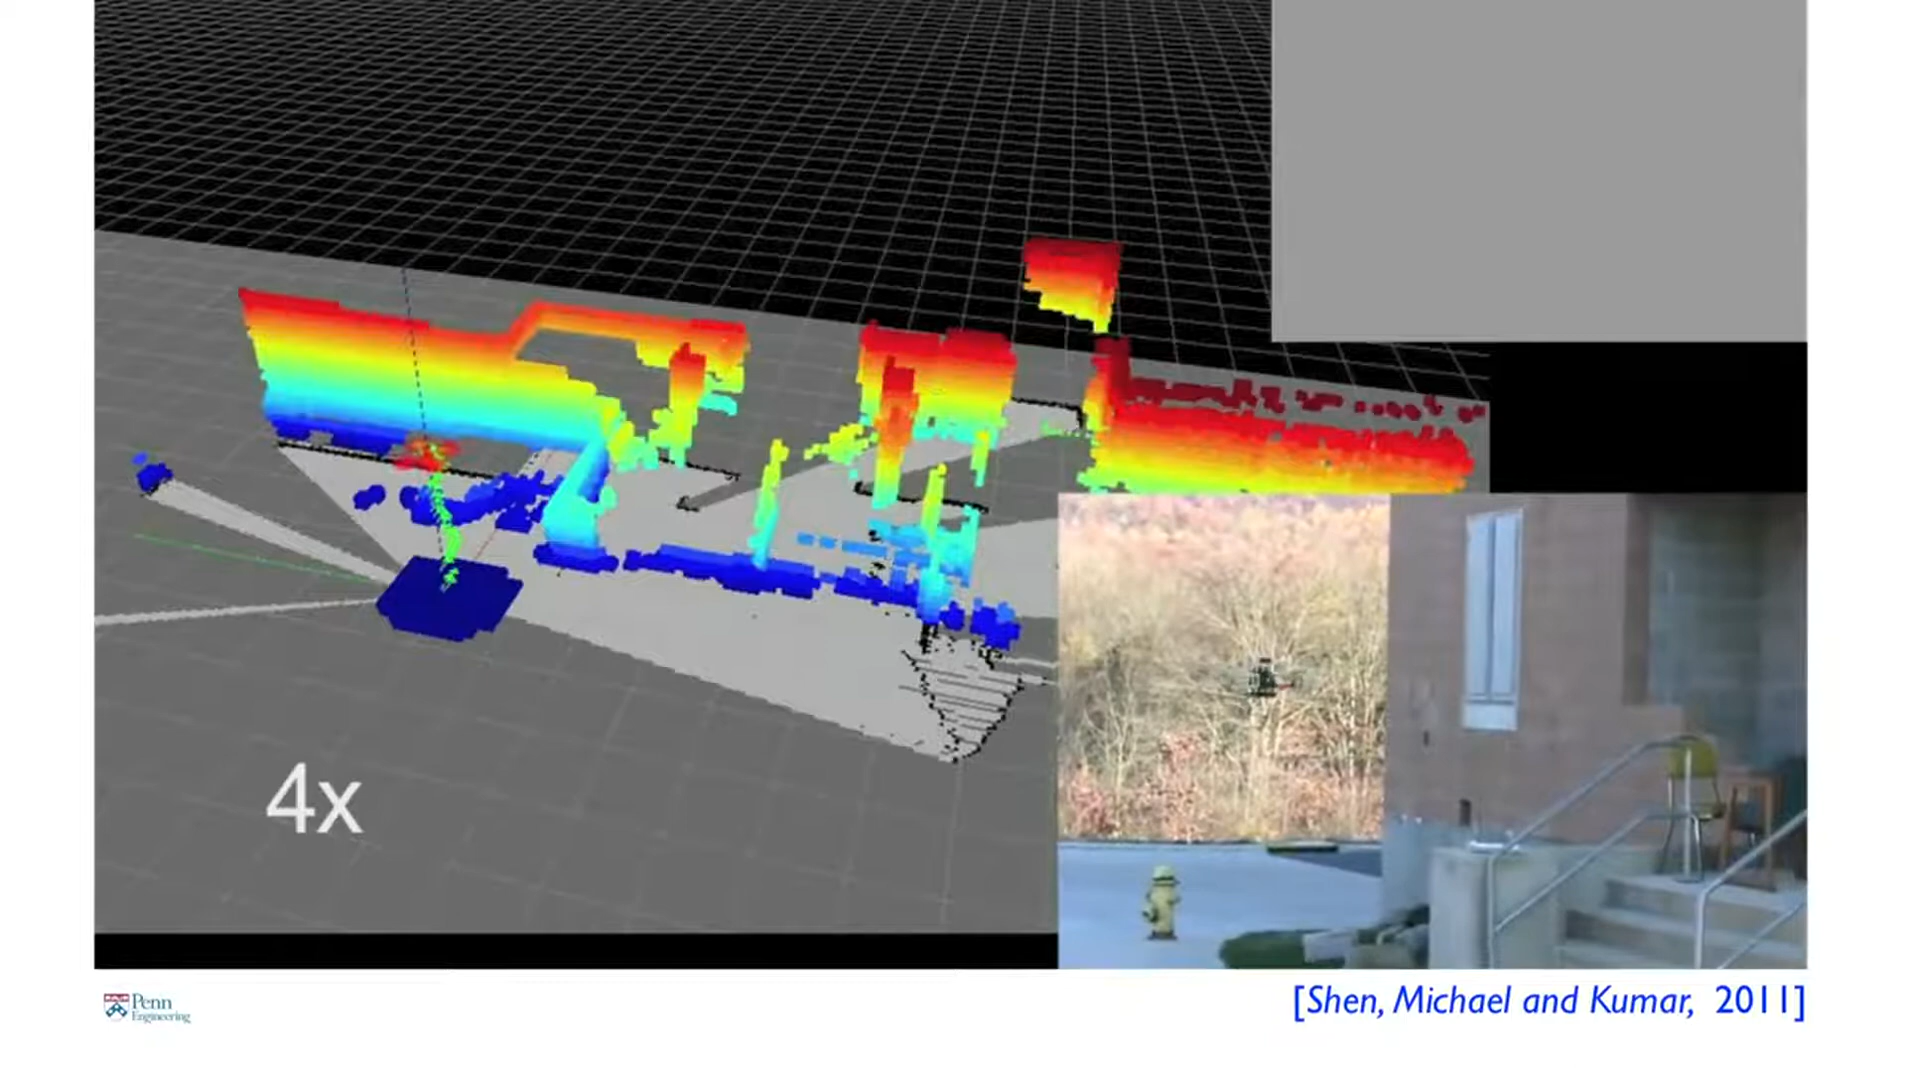 4x
Penn
Engineering
[Shen, Michael and Kumar, 2011]